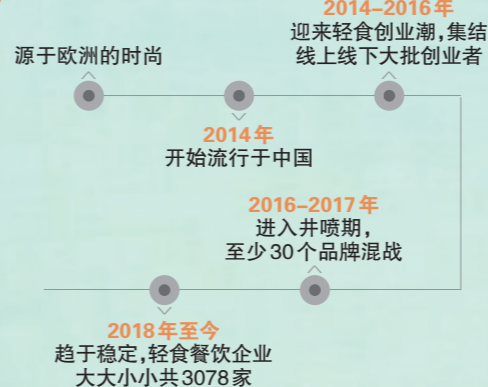 源于欧洲的时尚
2014年
开始流行于中国
2014–2016年
迎来轻食创业潮,集结
线上线下大批创业者
2016–2017年
进入井喷期,
至少30个品牌混战
2018年至今
趋于稳定,轻食餐饮企业
大大小小共3078家